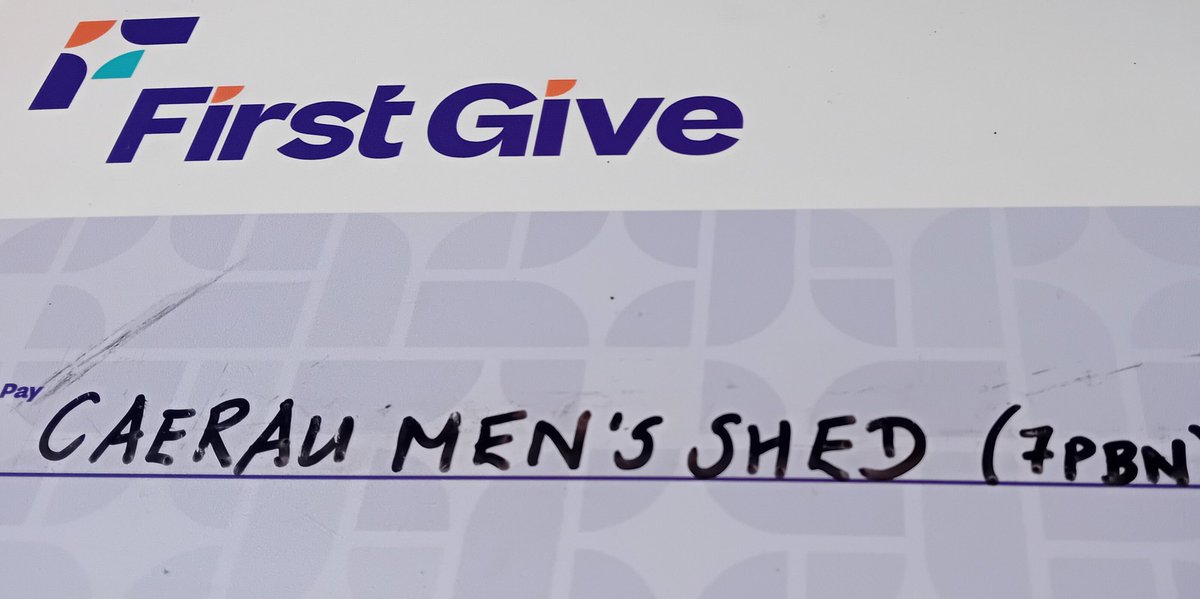 First Give
Pay CAERAU MEN'S SHED (7PBN)